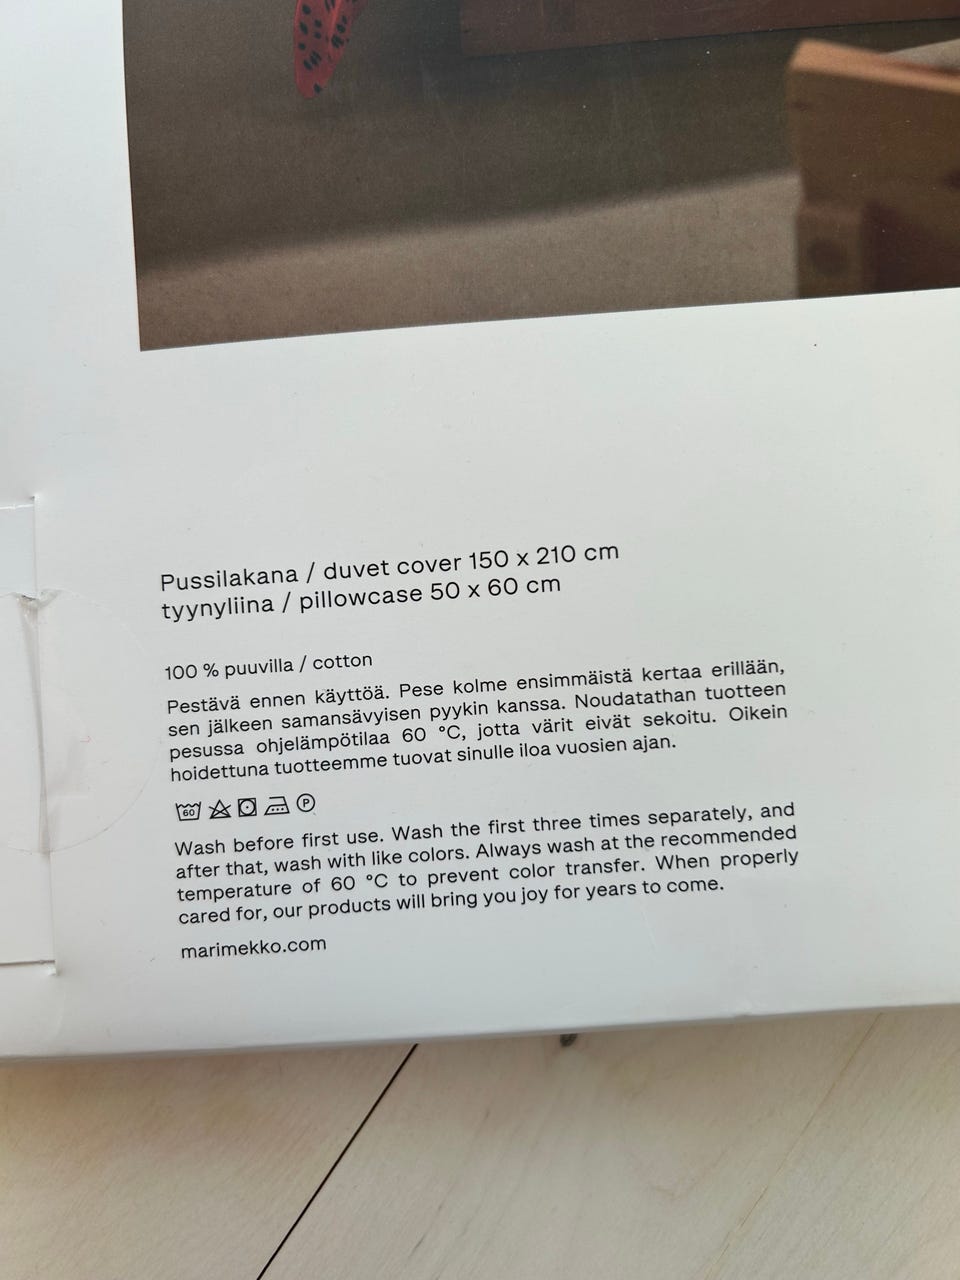 Pussilakana / duvet cover 150 x 210 cm
tyynyliina / pillowcase 50 x 60 cm
100 % puuvilla / cotton
Pestävä ennen käyttöä. Pese kolme ensimmäistä kertaa erillään,
sen jälkeen samansävyisen pyykin kanssa. Noudatathan tuotteen
pesussa ohjelämpötilaa 60 °C, jotta värit eivät sekoitu. Oikein
hoidettuna tuotteemme tuovat sinulle iloa vuosien ajan.
60 P
Wash before first use. Wash the first three times separately, and
after that, wash with like colors. Always wash at the recommended
temperature of 60 °C to prevent color transfer. When properly
cared for, our products will bring you joy for years to come.
marimekko.com